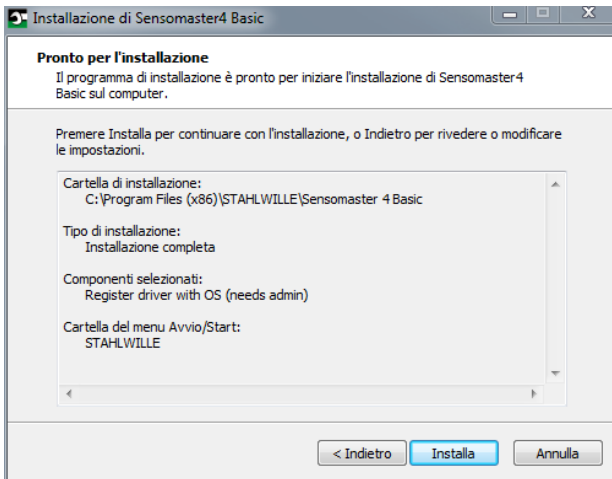 Installazione di Sensomaster4 Basic
Pronto per l'installazione
Il programma di installazione è pronto per iniziare l'installazione di Sensomaster4
Basic sul computer.
Premere Installa per continuare con l'installazione, o Indietro per rivedere o modificare
le impostazioni.
Cartella di installazione:
C:\Program Files (x86)\STAHLWILLE\Sensomaster 4 Basic
Tipo di installazione:
Installazione completa
Componenti selezionati:
Register driver with OS (needs admin)
Cartella del menu Avvio/Start:
STAHLWILLE
< Indietro Installa Annulla